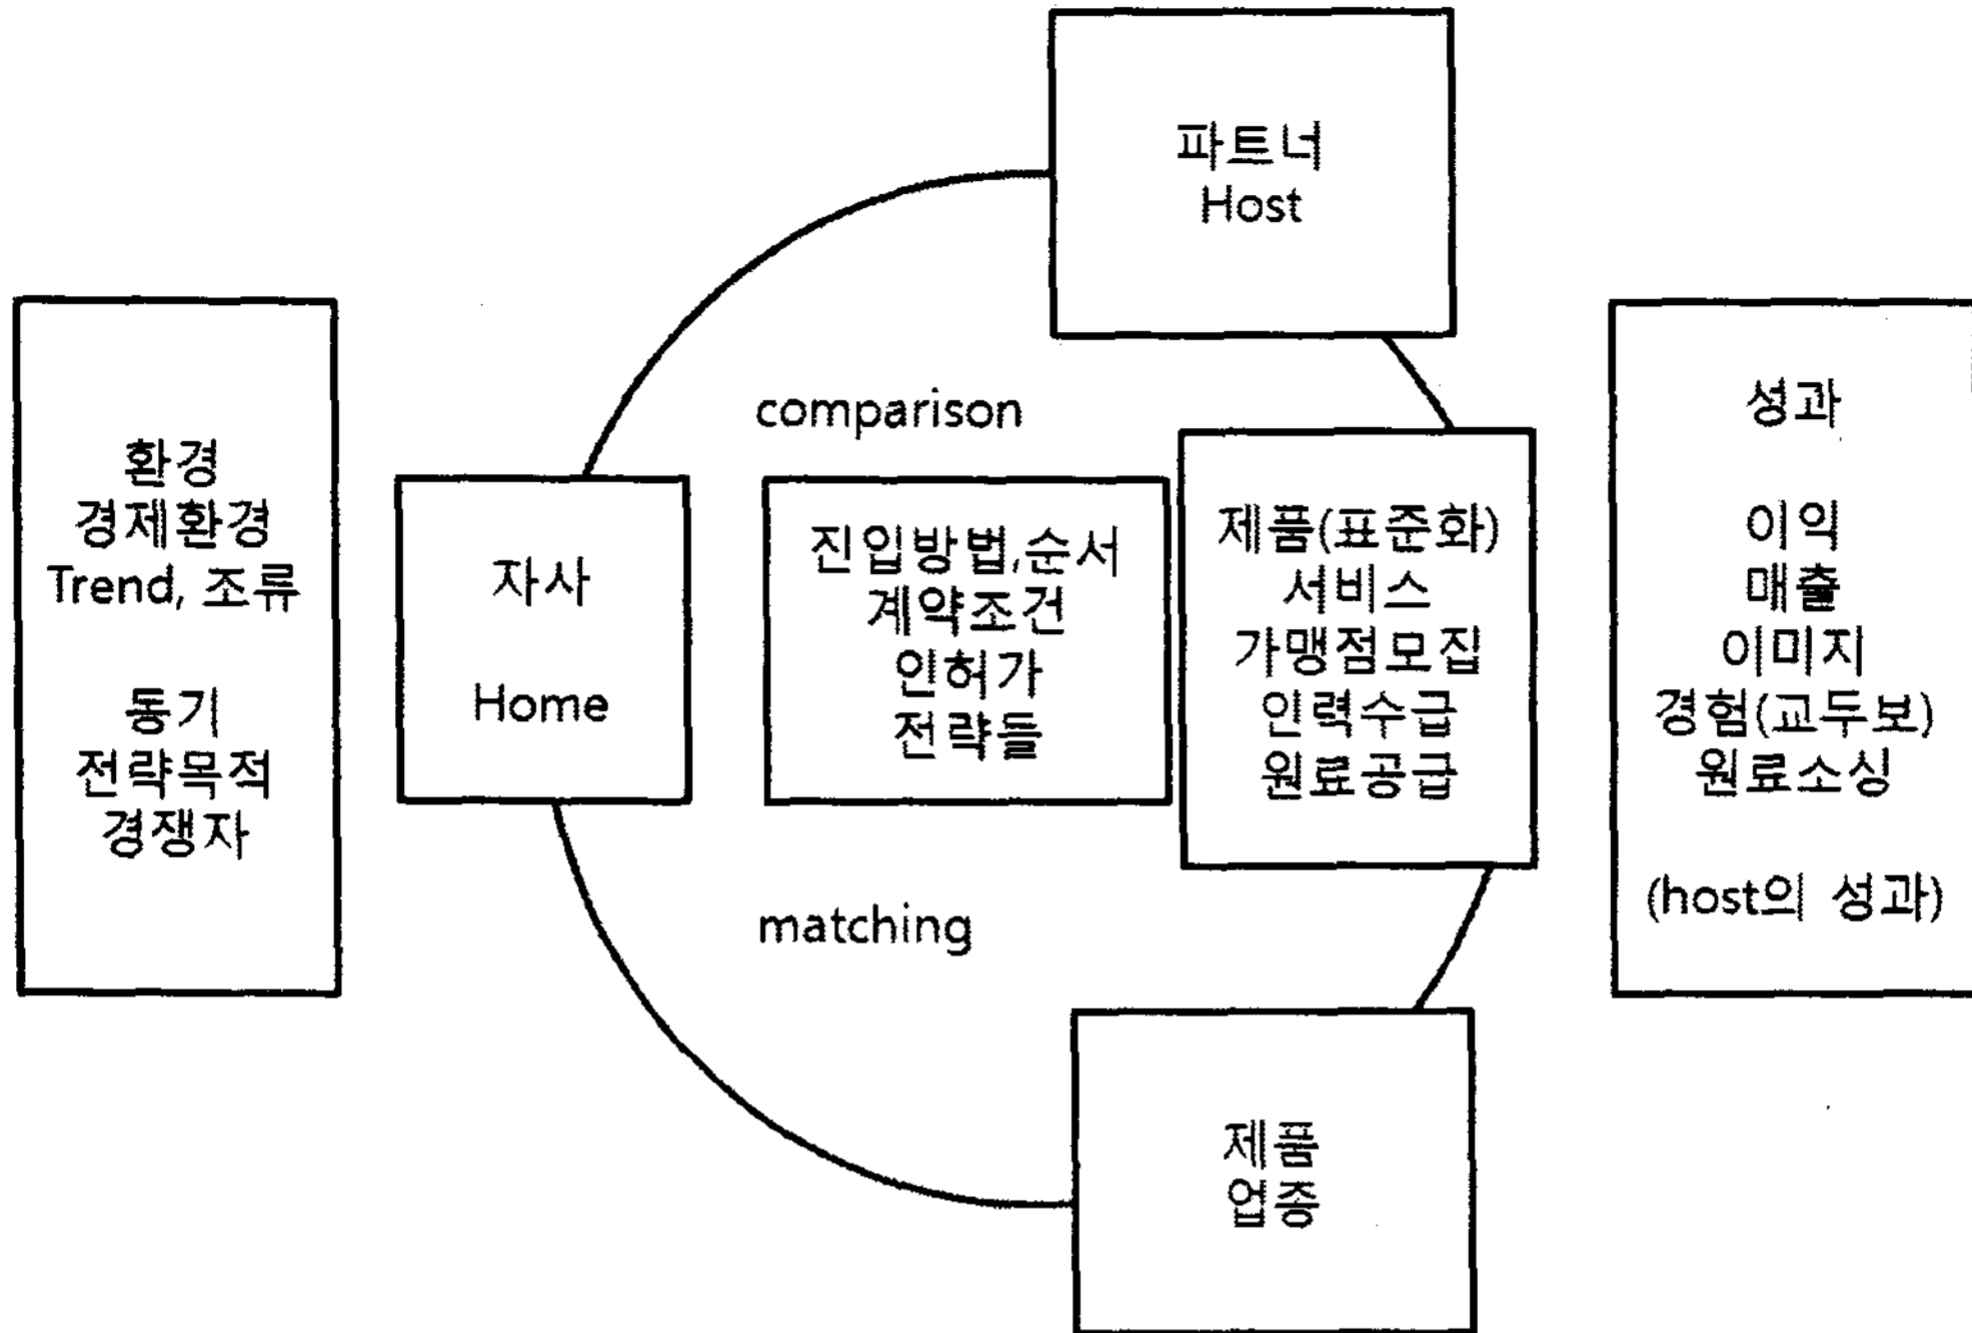 파트너
Host
환경
경제환경
Trend, 조류
동기
전략목적
경쟁자
자사
Home
comparison
진입방법,순서
계약조건
인허가
전략들
matching
제품(표준화)
서비스
가맹점모집
인력수급
원료공급
제품
업종
성과
이익
매출
이미지
경험(교두보)
원료소싱
(host의 성과)